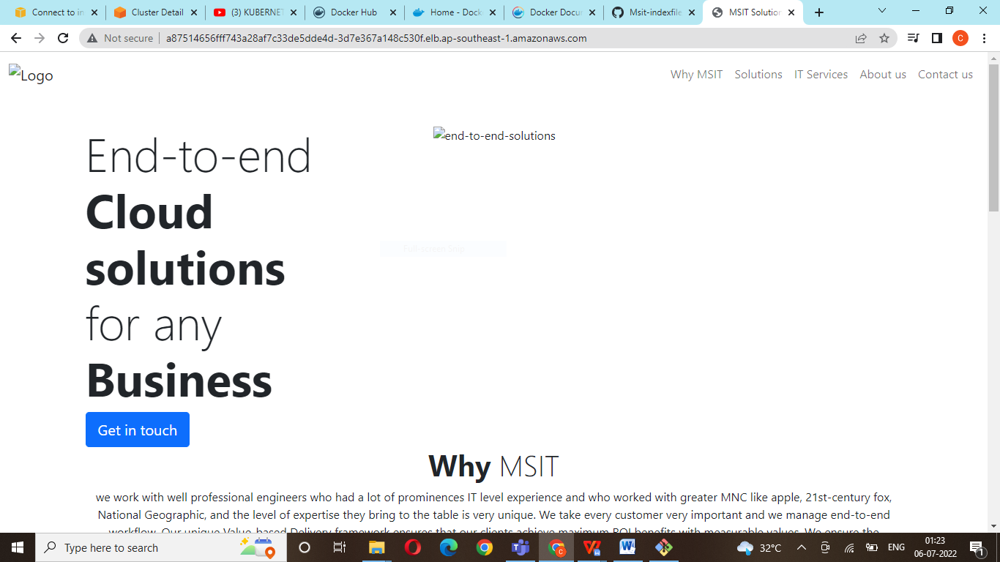 Connect to in
Cluster Detail
(3) KUBERNET
Docker Hub
Home - Dock
Docker Docu
Msit-indexfile
MSIT Solution
Not secure
a87514656fff743a28af7c33de5dde4d-3d7e367a148c530f.elb.ap-southeast-1.amazonaws.com
C
Logo
Why MSIT
Solutions
IT Services
About us
Contact us
End-to-end
Cloud
solutions
for any
Business
end-to-end-solutions
Full-screen Snip
Get in touch
Why MSIT
we work with well professional engineers who had a lot of prominences IT level experience and who worked with greater MNC like apple, 21st-century fox,
National Geographic, and the level of expertise they bring to the table is very unique. We take every customer very important and we manage end-to-end
workflow. Our unique Value-based Delivery framework ensures that our clients achieve maximum ROI benefits with measurable values. We ensure the
Type here to search
32°C
ENG
01:23
06-07-2022
1